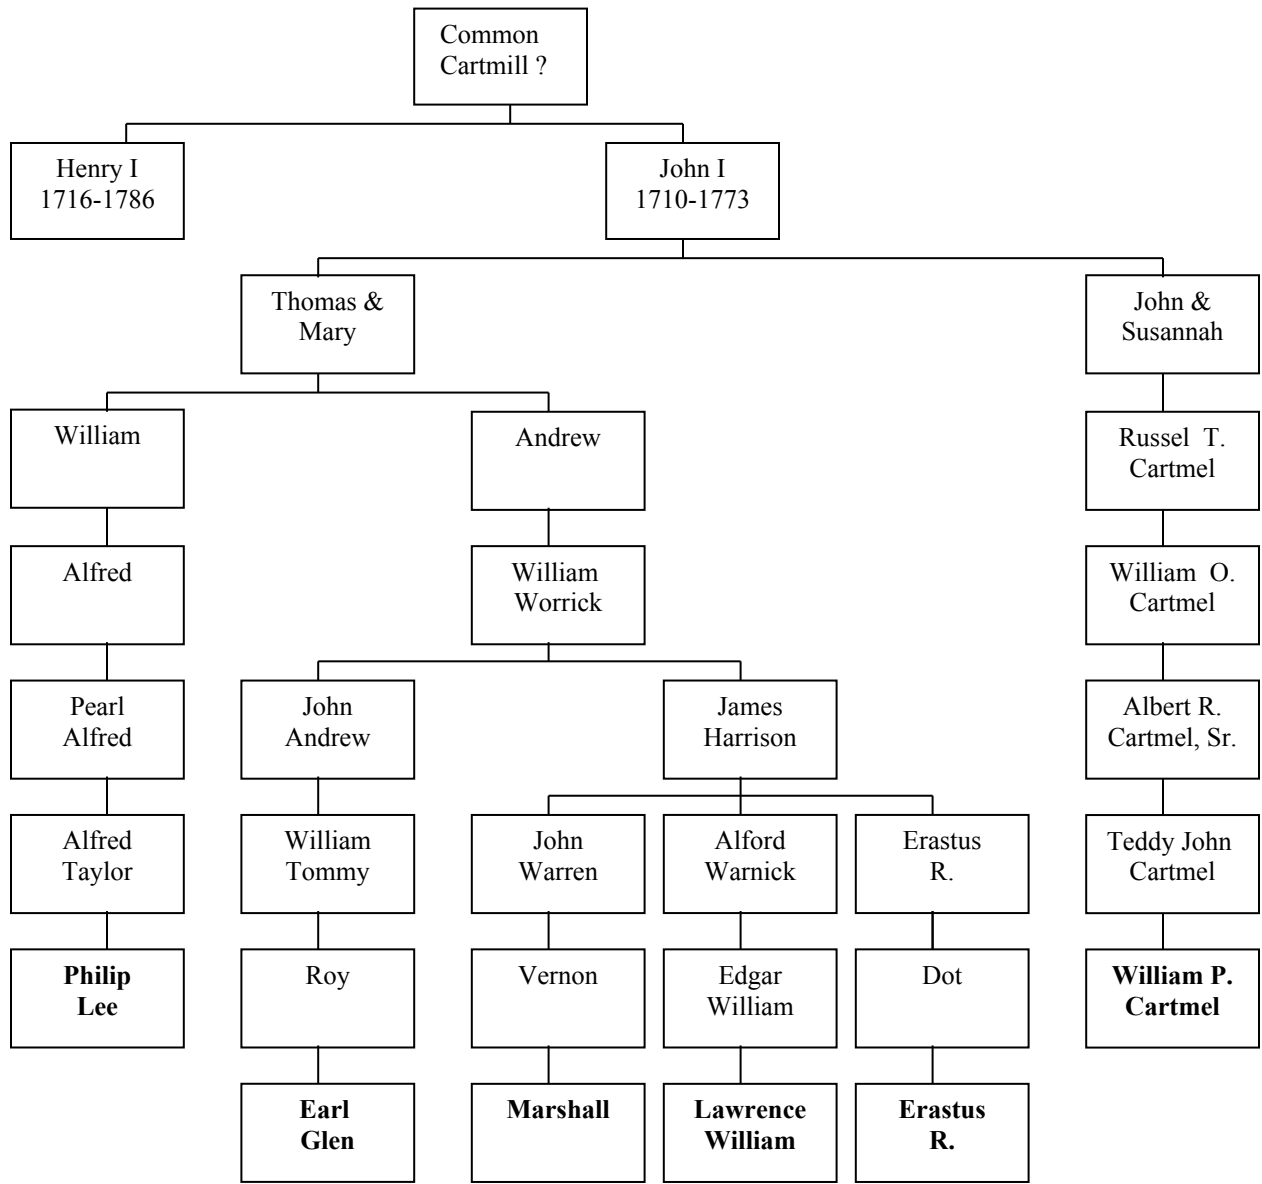 Common
Cartmill ?
Henry I
1716-1786
John I
1710-1773
Thomas &
Mary
John &
Susannah
William
Andrew
Russel T.
Cartmel
Alfred
William
Worrick
William O.
Cartmel
Pearl
Alfred
John
Andrew
James
Harrison
Albert R.
Cartmel, Sr.
Alfred
Taylor
William
Tommy
John
Warren
Alford
Warnick
Erastus
R.
Teddy John
Cartmel
Philip
Lee
Roy
Vernon
Edgar
William
Dot
William P.
Cartmel
Earl
Glen
Marshall
Lawrence
William
Erastus
R.